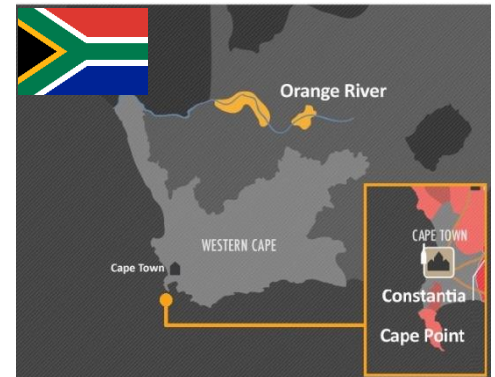 Orange River
WESTERN CAPE
Cape Town
CAPE TOWN
Constantia
Cape Point